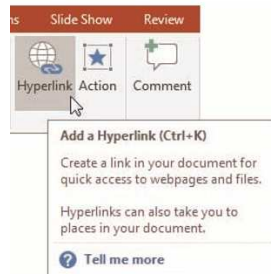 ns Slide Show Review
Hyperlink Action Comment
Add a Hyperlink (Ctrl+K)
Create a link in your document for
quick access to webpages and files.
Hyperlinks can also take you to
places in your document.
Tell me more